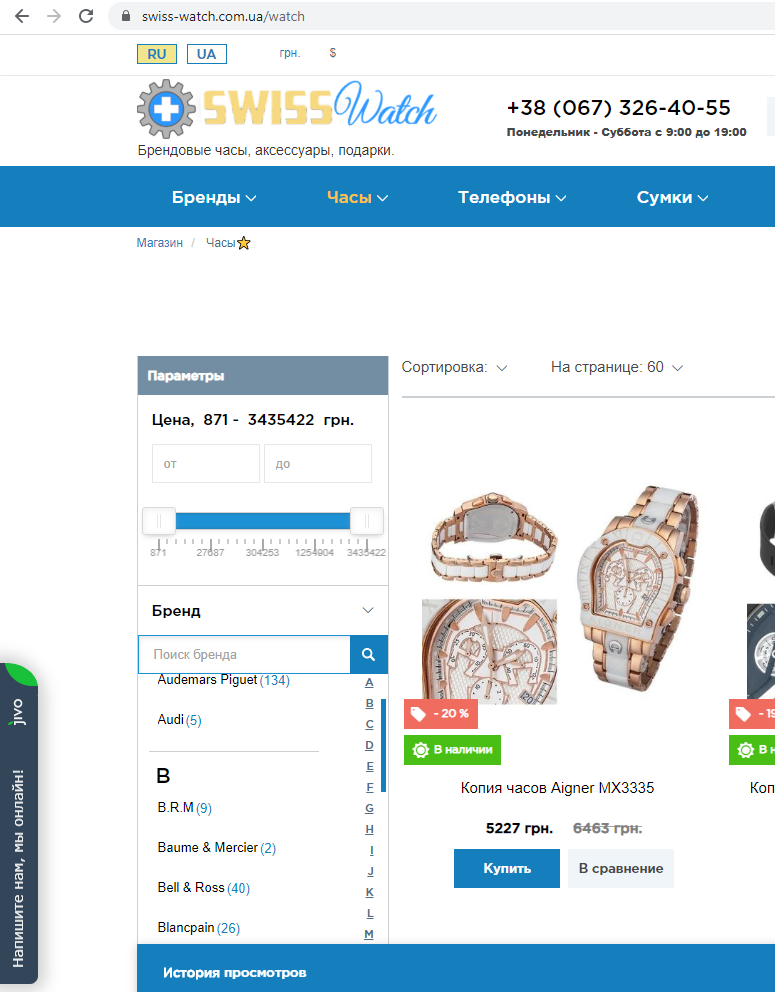 swiss-watch.com.ua/watch
RU UA грн. $
SWISS Watch
+38 (067) 326-40-55
Понедельник - Суббота с 9:00 до 19:00
Брендовые часы, аксессуары, подарки.
Бренды Часы Телефоны Сумки
Магазин / Часы
Параметры
Сортировка: На странице: 60
Цена, 871 - 3435422 грн.
от до
871 27687 304253 1254904 3435422
Бренд
Поиск бренда
Audemars Piguet (134)
Audi (5)
B
B.R.M (9)
Baume & Mercier (2)
Bell & Ross (40)
Blancpain (26)
A
B
C
D
E
F
G
H
I
J
K
L
M
- 20 %
В наличии
Копия часов Aigner MX3335
5227 грн. 6463 грн.
Купить В сравнение
- 19
В н
Коп
jivo
Напишите нам, мы онлайн!
История просмотров